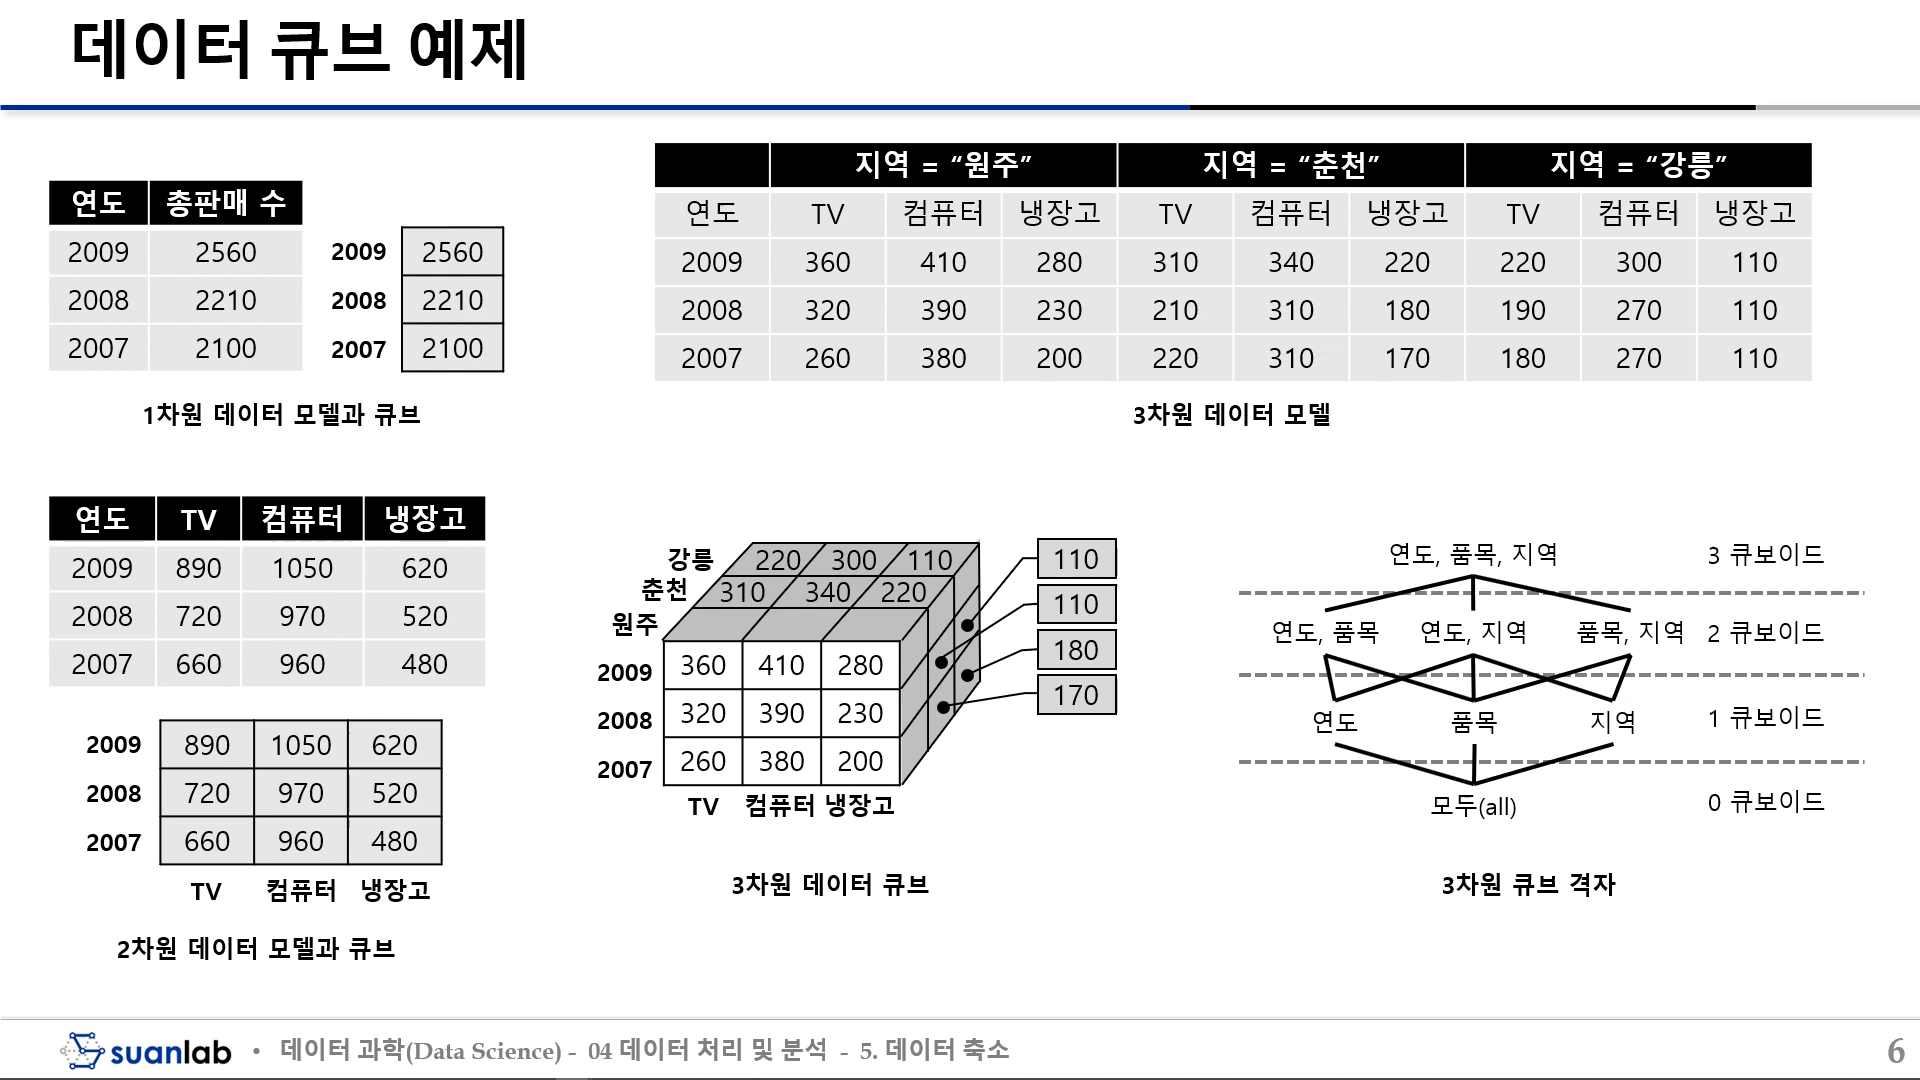 데이터 큐브 예제
연도 총판매 수
2009 2560
2008 2210
2007 2100
2009 2560
2008 2210
2007 2100
1차원 데이터 모델과 큐브
지역 = “원주” 지역 = “춘천” 지역 = “강릉”
연도 TV 컴퓨터 냉장고 TV 컴퓨터 냉장고 TV 컴퓨터 냉장고
2009 360 410 280 310 340 220 220 300 110
2008 320 390 230 210 310 180 190 270 110
2007 260 380 200 220 310 170 180 270 110
3차원 데이터 모델
연도 TV 컴퓨터 냉장고
2009 890 1050 620
2008 720 970 520
2007 660 960 480
2009 890 1050 620
2008 720 970 520
2007 660 960 480
TV 컴퓨터 냉장고
2차원 데이터 모델과 큐브
강릉 220 300 110
춘천 310 340 220
원주
2009 360 410 280
2008 320 390 230
2007 260 380 200
TV 컴퓨터 냉장고
110
110
180
170
3차원 데이터 큐브
연도, 품목, 지역 3 큐보이드
연도, 품목 연도, 지역 품목, 지역 2 큐보이드
연도 품목 지역 1 큐보이드
모두(all) 0 큐보이드
3차원 큐브 격자
suanlab • 데이터 과학(Data Science) - 04 데이터 처리 및 분석 - 5. 데이터 축소
6